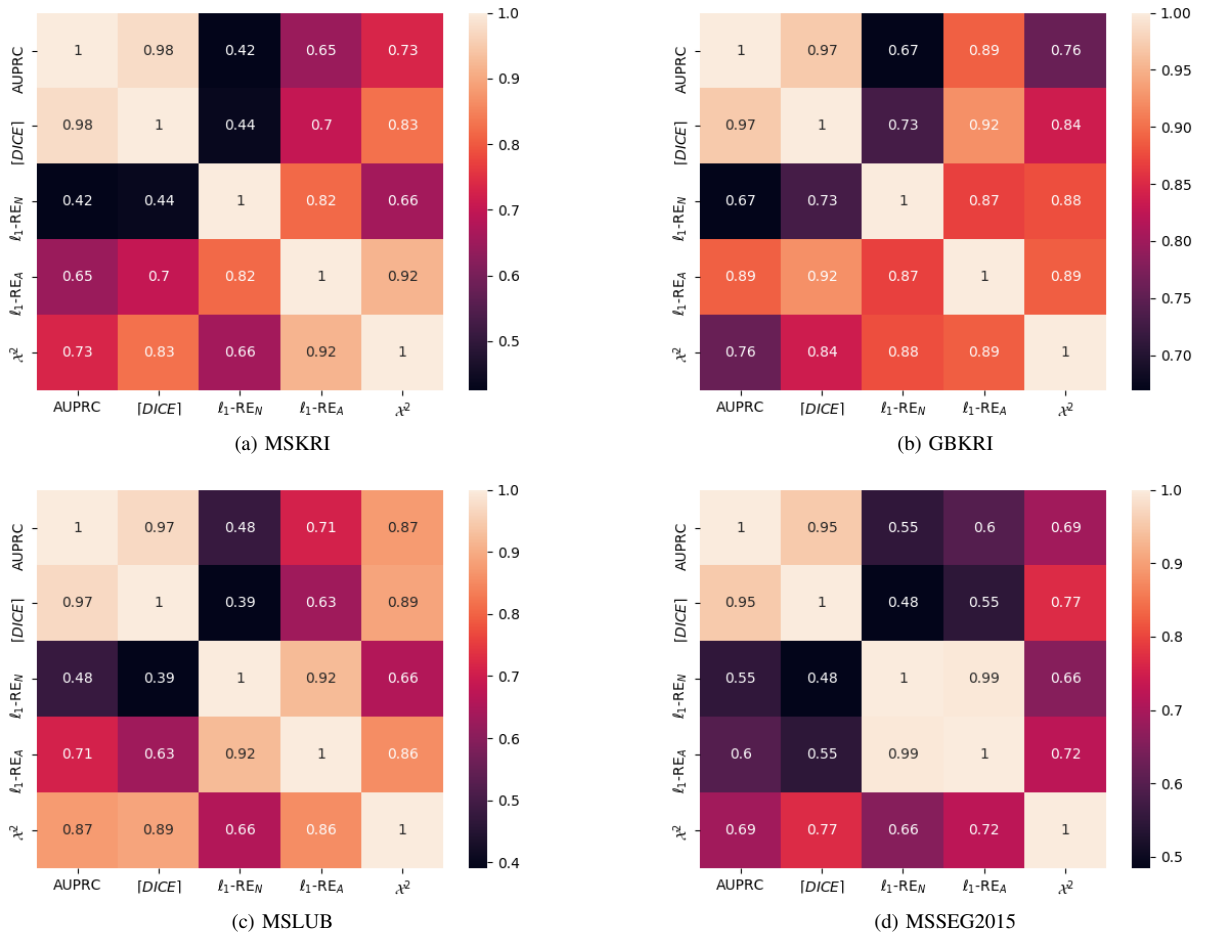 AUPRC 1 0.98 0.42 0.65 0.73
⌈DICE⌉ 0.98 1 0.44 0.7 0.83
ℓ₁-RE_N 0.42 0.44 1 0.82 0.66
ℓ₁-RE_A 0.65 0.7 0.82 1 0.92
𝒳² 0.73 0.83 0.66 0.92 1
AUPRC ⌈DICE⌉ ℓ₁-RE_N ℓ₁-RE_A 𝒳²
1.0
0.9
0.8
0.7
0.6
0.5
(a) MSKRI
AUPRC 1 0.97 0.67 0.89 0.76
⌈DICE⌉ 0.97 1 0.73 0.92 0.84
ℓ₁-RE_N 0.67 0.73 1 0.87 0.88
ℓ₁-RE_A 0.89 0.92 0.87 1 0.89
𝒳² 0.76 0.84 0.88 0.89 1
AUPRC ⌈DICE⌉ ℓ₁-RE_N ℓ₁-RE_A 𝒳²
1.00
0.95
0.90
0.85
0.80
0.75
0.70
(b) GBKRI
AUPRC 1 0.97 0.48 0.71 0.87
⌈DICE⌉ 0.97 1 0.39 0.63 0.89
ℓ₁-RE_N 0.48 0.39 1 0.92 0.66
ℓ₁-RE_A 0.71 0.63 0.92 1 0.86
𝒳² 0.87 0.89 0.66 0.86 1
AUPRC ⌈DICE⌉ ℓ₁-RE_N ℓ₁-RE_A 𝒳²
1.0
0.9
0.8
0.7
0.6
0.5
0.4
(c) MSLUB
AUPRC 1 0.95 0.55 0.6 0.69
⌈DICE⌉ 0.95 1 0.48 0.55 0.77
ℓ₁-RE_N 0.55 0.48 1 0.99 0.66
ℓ₁-RE_A 0.6 0.55 0.99 1 0.72
𝒳² 0.69 0.77 0.66 0.72 1
AUPRC ⌈DICE⌉ ℓ₁-RE_N ℓ₁-RE_A 𝒳²
1.0
0.9
0.8
0.7
0.6
0.5
(d) MSSEG2015